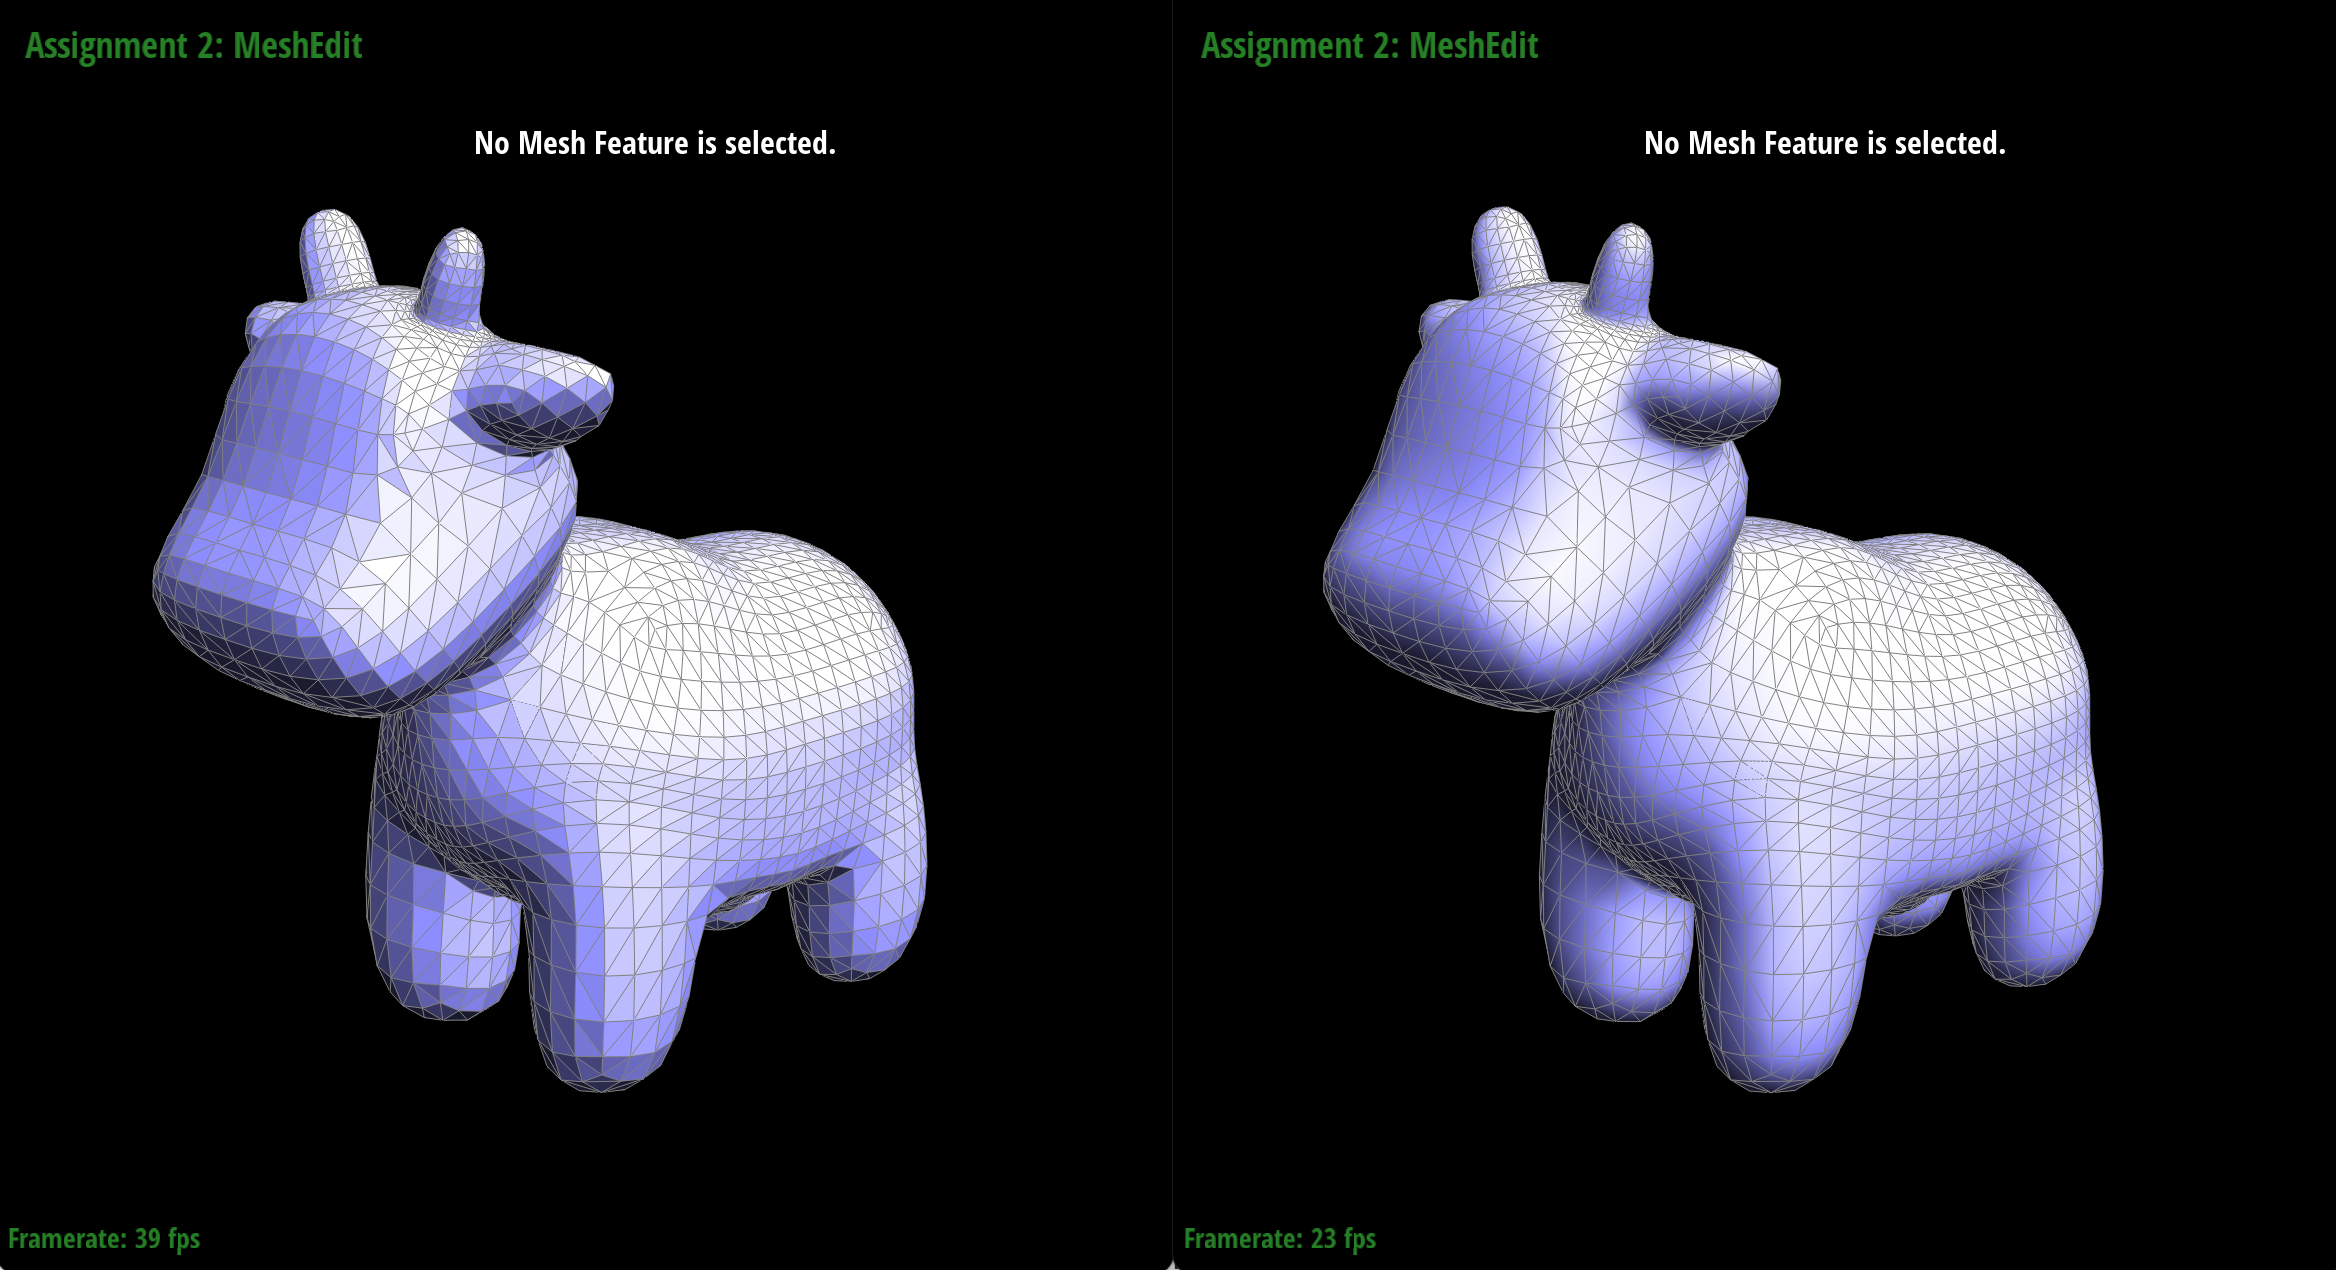 Assignment 2: MeshEdit
No Mesh Feature is selected.
Framerate: 39 fps
Assignment 2: MeshEdit
No Mesh Feature is selected.
Framerate: 23 fps